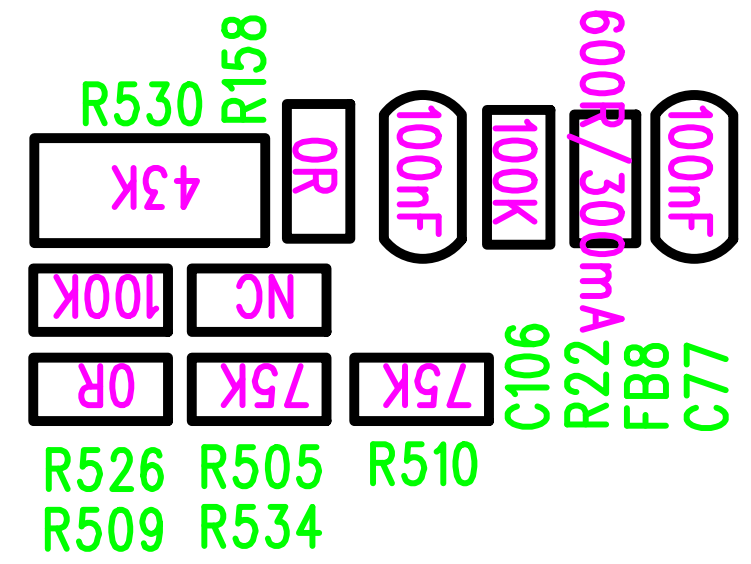 R530
R158
600R/300mA
0R
100nF
100K
100nF
43K
100K
NC
0R
75K
75K
C106
R22
FB8
C77
R526
R505
R510
R509
R534